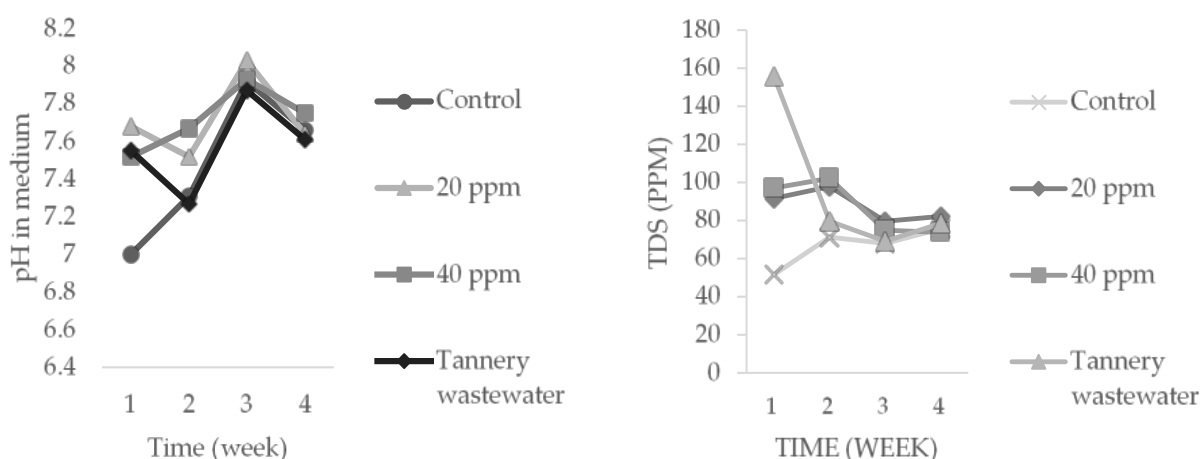 8.2
8
7.8
7.6
7.4
7.2
7
6.8
6.6
6.4
pH in medium
1 2 3 4
Time (week)
Control
20 ppm
40 ppm
Tannery
wastewater
180
160
140
120
100
80
60
40
20
0
TDS (PPM)
1 2 3 4
TIME (WEEK)
Control
20 ppm
40 ppm
Tannery
wastewater